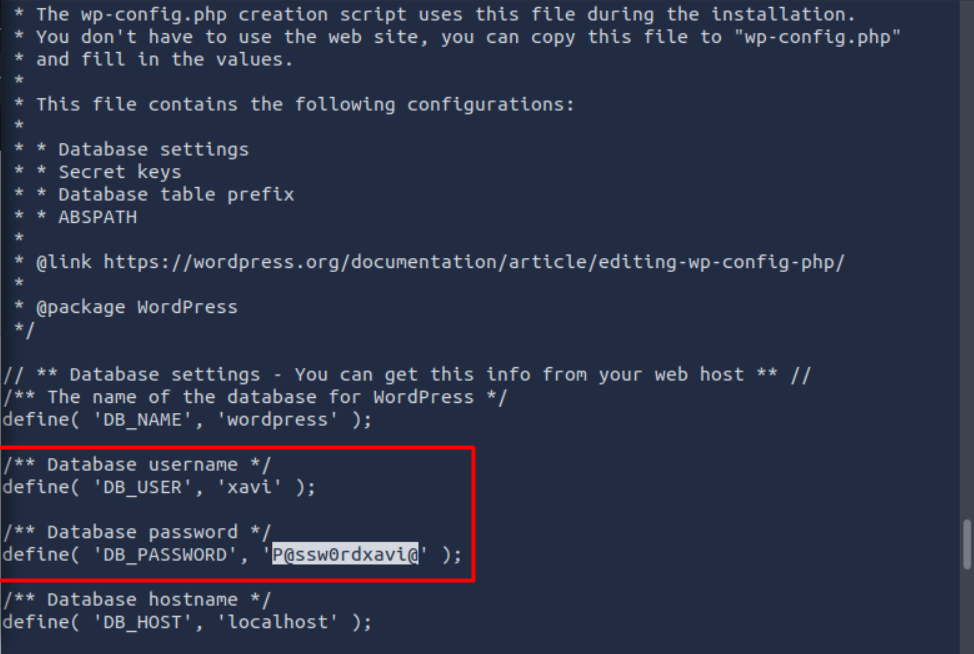 * The wp-config.php creation script uses this file during the installation.
* You don't have to use the web site, you can copy this file to "wp-config.php"
* and fill in the values.
*
* This file contains the following configurations:
*
* * Database settings
* * Secret keys
* * Database table prefix
* * ABSPATH
*
* @link https://wordpress.org/documentation/article/editing-wp-config-php/
*
* @package WordPress
*/
// ** Database settings - You can get this info from your web host ** //
/** The name of the database for WordPress */
define( 'DB_NAME', 'wordpress' );
/** Database username */
define( 'DB_USER', 'xavi' );
/** Database password */
define( 'DB_PASSWORD', 'P@ssw0rdxavi@' );
/** Database hostname */
define( 'DB_HOST', 'localhost' );